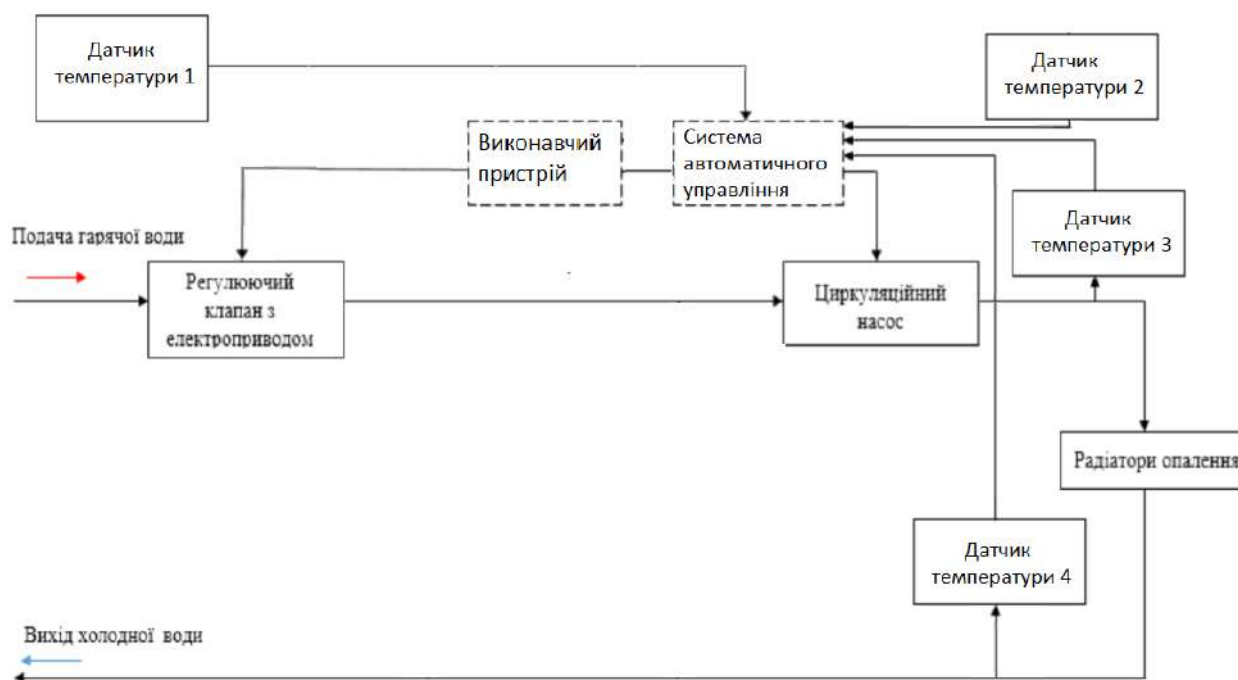 Датчик
температури 1
Датчик
температури 2
Виконавчий
пристрій
Система
автоматичного
управління
Датчик
температури 3
Подача гарячої води
Регулюючий
клапан з
електроприводом
Циркуляційний
насос
Радіатори опалення
Датчик
температури 4
Вихід холодної води